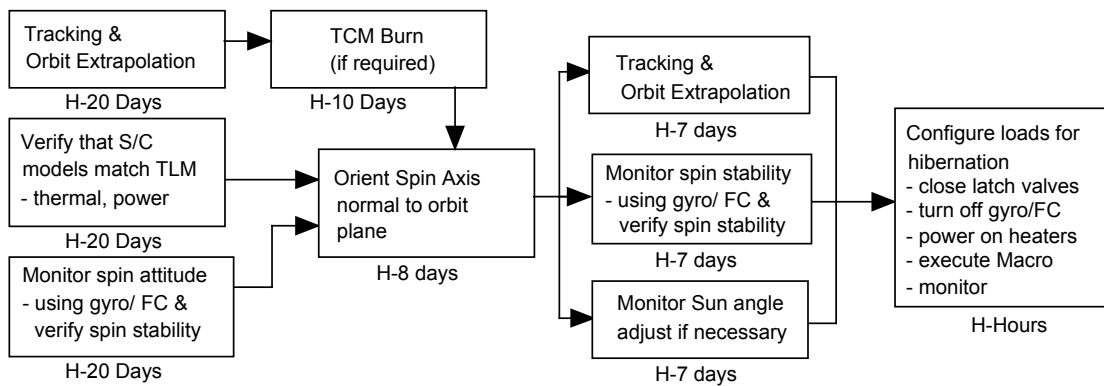 Tracking &
Orbit Extrapolation
H-20 Days
TCM Burn
(if required)
H-10 Days
Verify that S/C
models match TLM
- thermal, power
H-20 Days
Monitor spin attitude
- using gyro/ FC &
verify spin stability
H-20 Days
Orient Spin Axis
normal to orbit
plane
H-8 days
Tracking &
Orbit Extrapolation
H-7 days
Monitor spin stability
- using gyro/ FC &
verify spin stability
H-7 days
Monitor Sun angle
adjust if necessary
H-7 days
Configure loads for
hibernation
- close latch valves
- turn off gyro/FC
- power on heaters
- execute Macro
- monitor
H-Hours